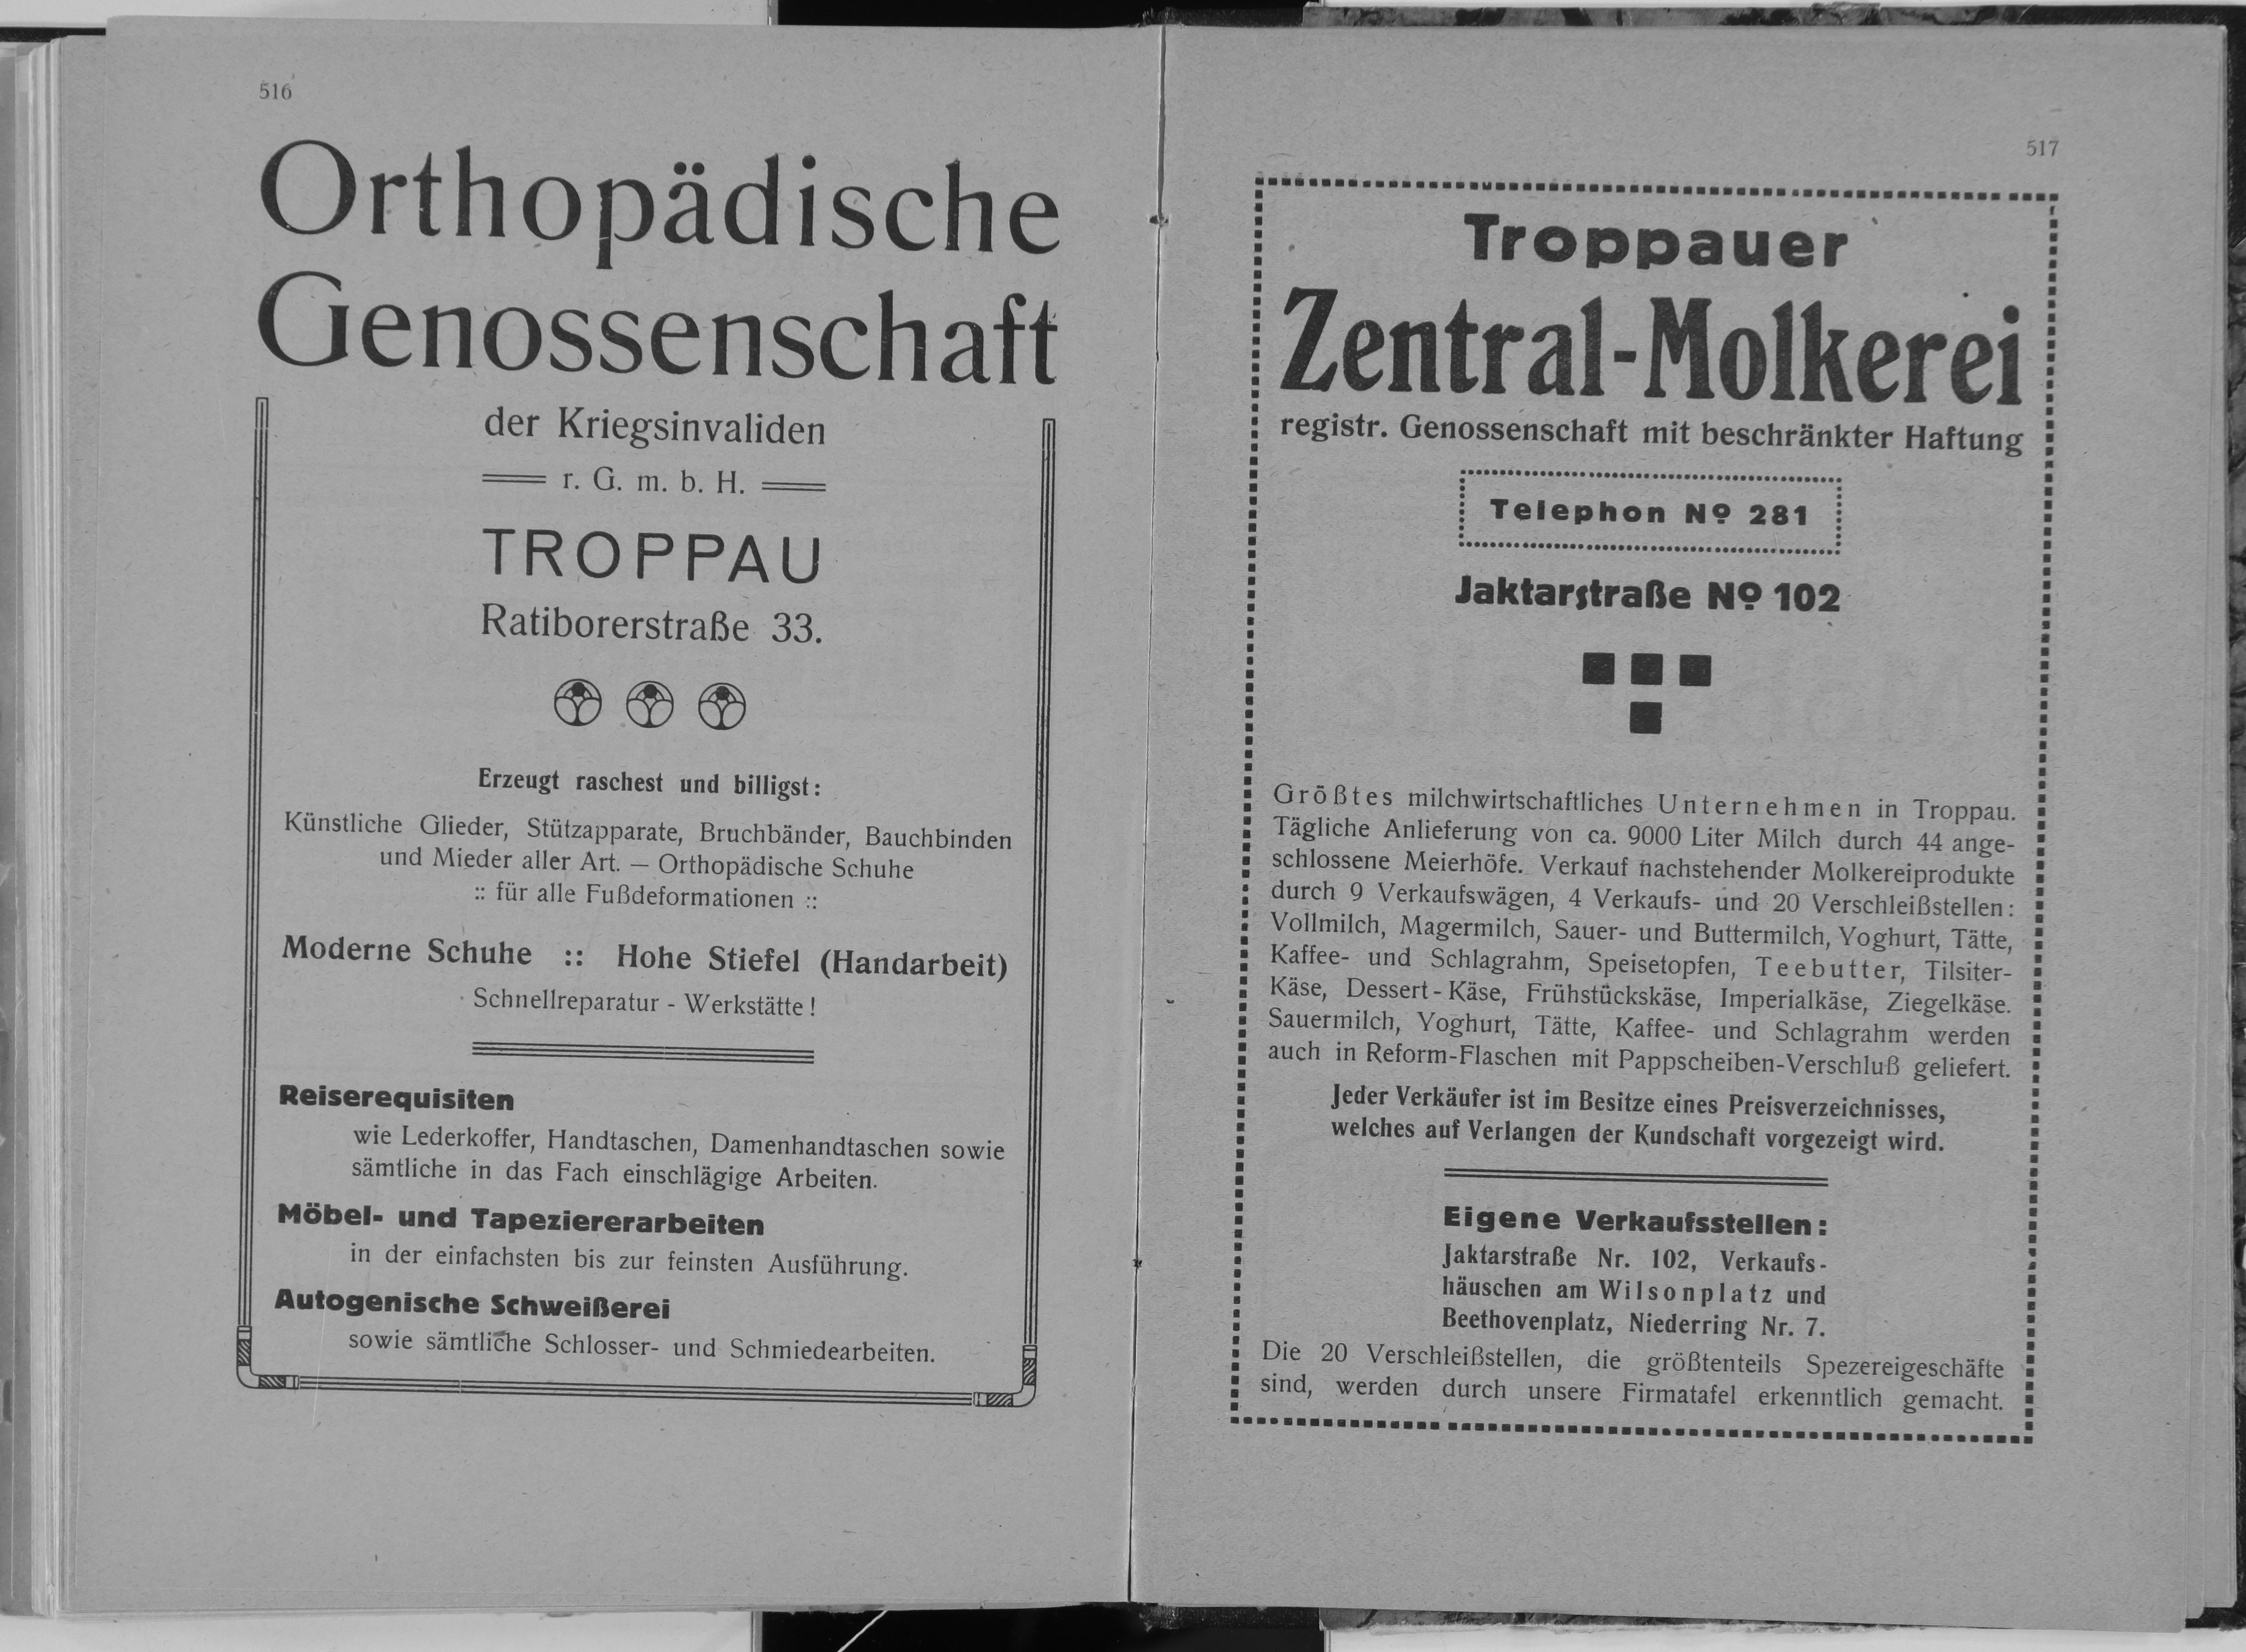 516
Orthopädische
Genossenschaft
der Kriegsinvaliden
r. G. m. b. H.
TROPPAU
Ratiborerstraße 33.
Erzeugt raschest und billigst:
Künstliche Glieder, Stützapparate, Bruchbänder, Bauchbinden
und Mieder aller Art. — Orthopädische Schuhe
:: für alle Fußdeformationen ::
Moderne Schuhe :: Hohe Stiefel (Handarbeit)
Schnellreparatur - Werkstätte!
Reiserequisiten
wie Lederkoffer, Handtaschen, Damenhandtaschen sowie
sämtliche in das Fach einschlägige Arbeiten.
Möbel- und Tapeziererarbeiten
in der einfachsten bis zur feinsten Ausführung.
Autogenische Schweißerei
sowie sämtliche Schlosser- und Schmiedearbeiten.
517
Troppauer
Zentral-Molkerei
registr. Genossenschaft mit beschränkter Haftung
Telephon No 281
Jaktarstraße No 102
Größtes milchwirtschaftliches Unternehmen in Troppau.
Tägliche Anlieferung von ca. 9000 Liter Milch durch 44 ange-
schlossene Meierhöfe. Verkauf nachstehender Molkereiprodukte
durch 9 Verkaufswägen, 4 Verkaufs- und 20 Verschleißstellen:
Vollmilch, Magermilch, Sauer- und Buttermilch, Yoghurt, Tätte,
Kaffee- und Schlagrahm, Speisetopfen, Teebutter, Tilsiter-
Käse, Dessert-Käse, Frühstückskäse, Imperialkäse, Ziegelkäse.
Sauermilch, Yoghurt, Tätte, Kaffee- und Schlagrahm werden
auch in Reform-Flaschen mit Pappscheiben-Verschluß geliefert.
Jeder Verkäufer ist im Besitze eines Preisverzeichnisses,
welches auf Verlangen der Kundschaft vorgezeigt wird.
Eigene Verkaufsstellen:
Jaktarstraße Nr. 102, Verkaufs-
häuschen am Wilsonplatz und
Beethovenplatz, Niederring Nr. 7.
Die 20 Verschleißstellen, die größtenteils Spezereigeschäfte
sind, werden durch unsere Firmatafel erkenntlich gemacht.